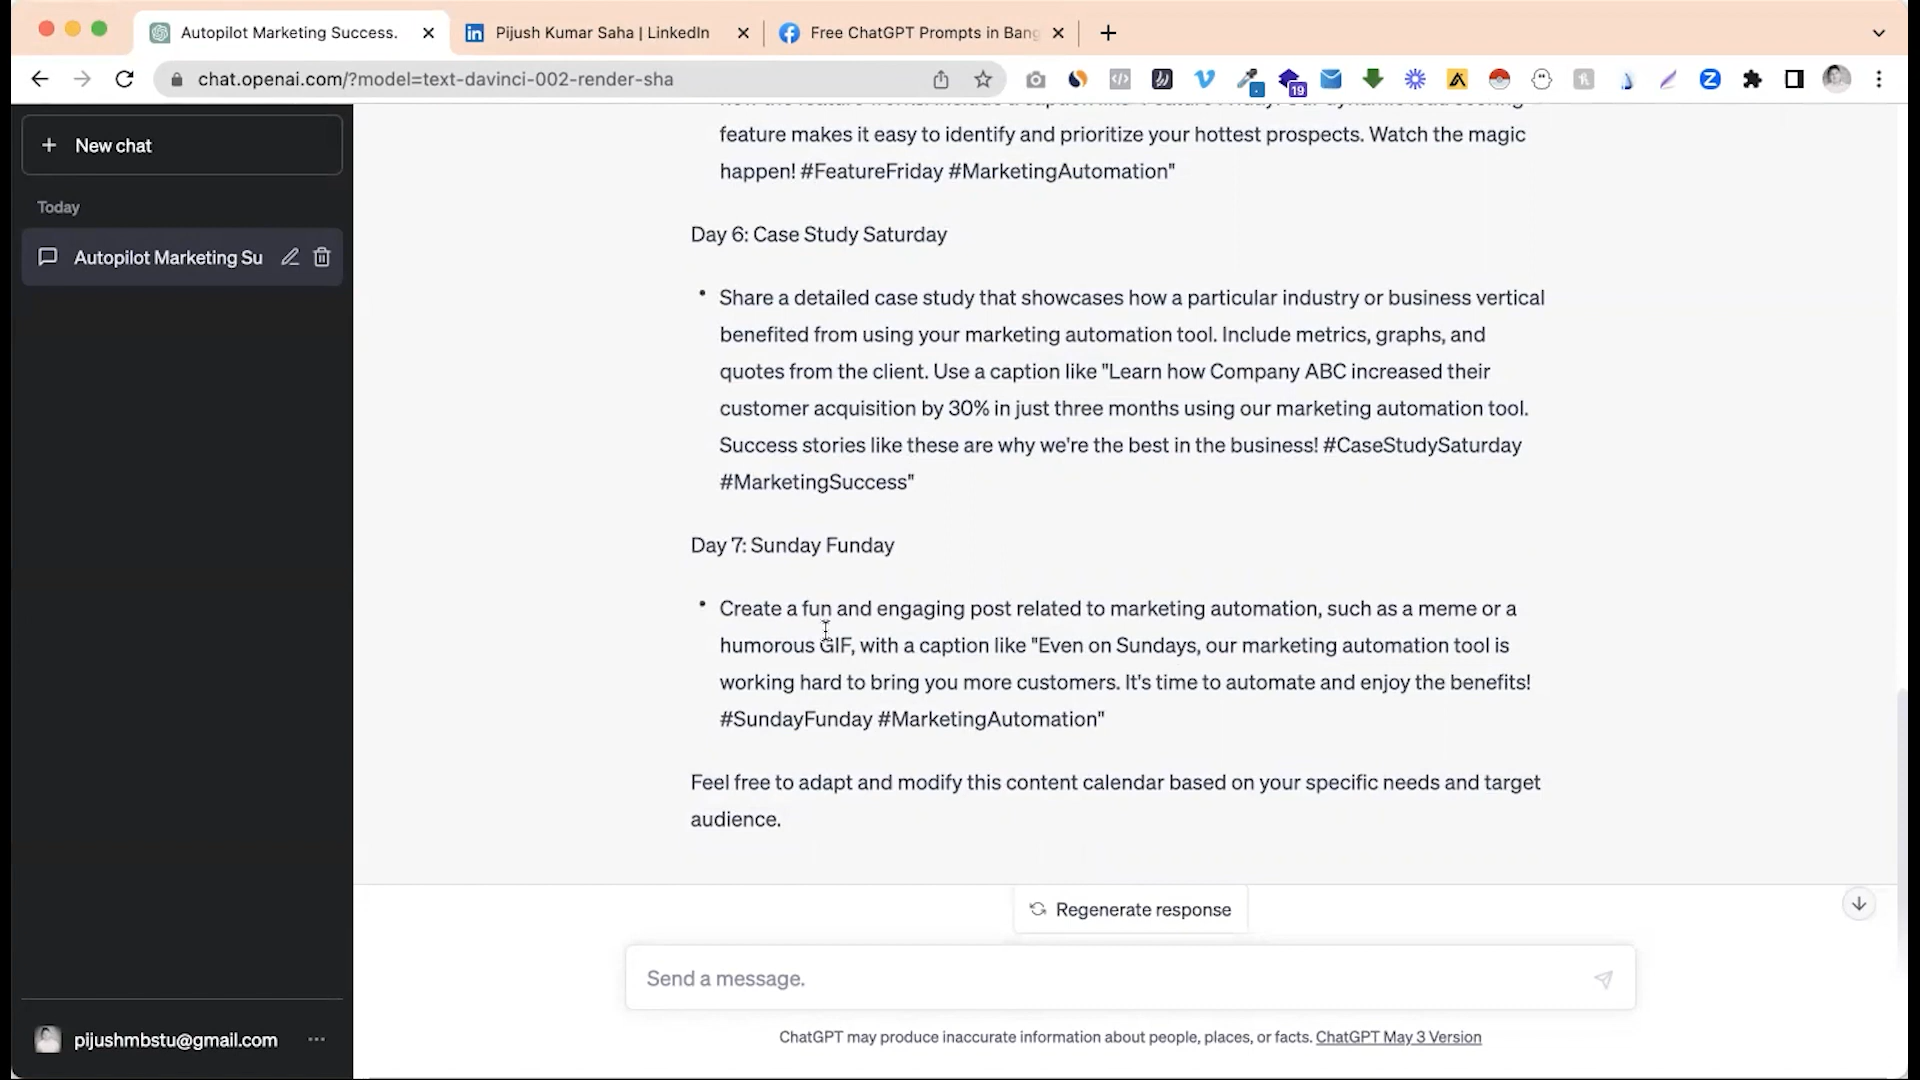 Autopilot Marketing Success.
Pijush Kumar Saha | LinkedIn
Free ChatGPT Prompts in Bang
chat.openai.com/?model=text-davinci-002-render-sha
19
New chat
Today
Autopilot Marketing Su
feature makes it easy to identify and prioritize your hottest prospects. Watch the magic
happen! #FeatureFriday #MarketingAutomation"
Day 6: Case Study Saturday
• Share a detailed case study that showcases how a particular industry or business vertical
benefited from using your marketing automation tool. Include metrics, graphs, and
quotes from the client. Use a caption like "Learn how Company ABC increased their
customer acquisition by 30% in just three months using our marketing automation tool.
Success stories like these are why we're the best in the business! #CaseStudySaturday
#MarketingSuccess"
Day 7: Sunday Funday
• Create a fun and engaging post related to marketing automation, such as a meme or a
humorous GIF, with a caption like "Even on Sundays, our marketing automation tool is
working hard to bring you more customers. It's time to automate and enjoy the benefits!
#SundayFunday #MarketingAutomation"
Feel free to adapt and modify this content calendar based on your specific needs and target
audience.
Regenerate response
Send a message.
pijushmbstu@gmail.com
ChatGPT may produce inaccurate information about people, places, or facts. ChatGPT May 3 Version